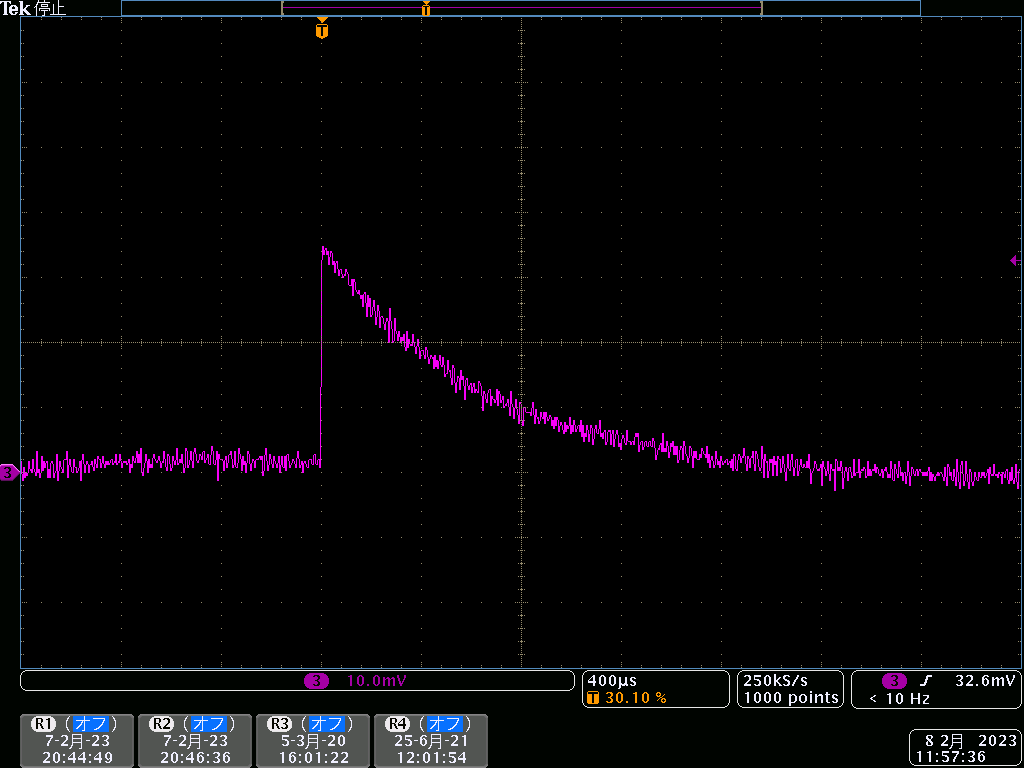 Tek 停止
T
T
3
3 10.0mV
400µs
T 30.10 %
250kS/s
1000 points
3 32.6mV
< 10 Hz
R1 (オフ)
7-2月-23
20:44:49
R2 (オフ)
7-2月-23
20:46:36
R3 (オフ)
5-3月-20
16:01:22
R4 (オフ)
25-6月-21
12:01:54
8 2月 2023
11:57:36